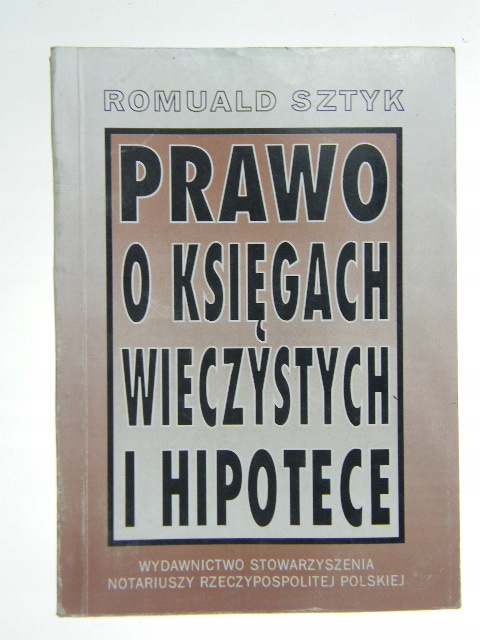 ROMUALD SZTYK
PRAWO
O KSIĘGACH
WIECZYSTYCH
I HIPOTECE
WYDAWNICTWO STOWARZYSZENIA
NOTARIUSZY RZECZYPOSPOLITEJ POLSKIEJ